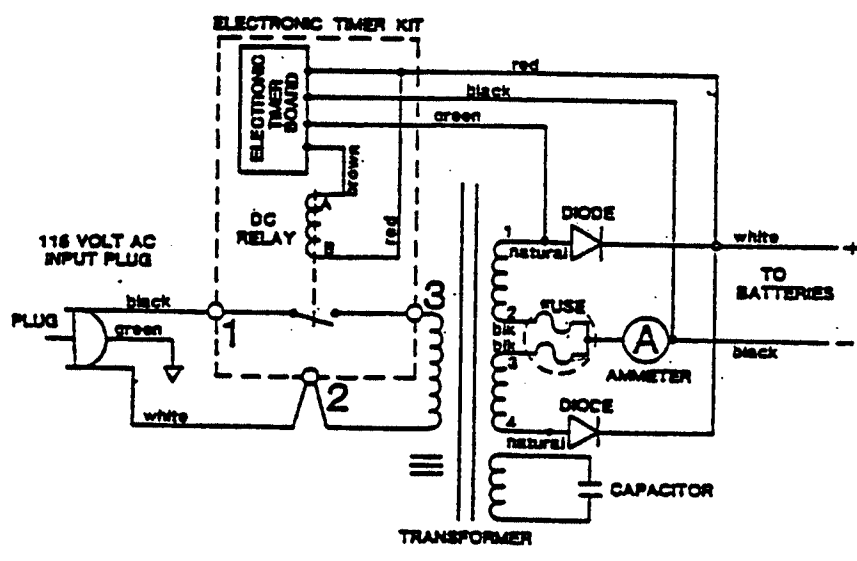 ELECTRONIC TIMER KIT
ELECTRONIC
TIMER
BOARD
red
black
green
brown
A
DC
RELAY
B
red
115 VOLT AC
INPUT PLUG
1
DIODE
natural
white
+
TO
BATTERIES
black
PLUG
green
1
3
2
blk
FUSE
blk
3
A
AMMETER
black
-
2
white
4
natural
DIODE
CAPACITOR
TRANSFORMER